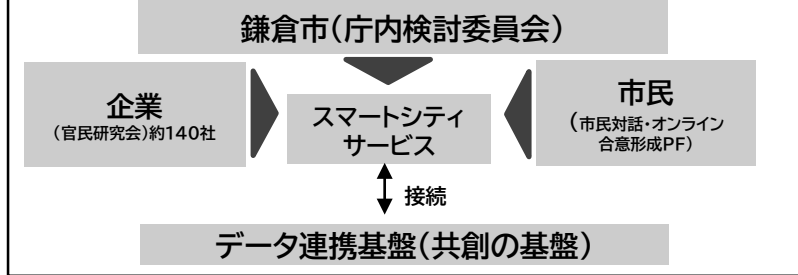 鎌倉市(庁内検討委員会)
企業
(官民研究会)約140社
スマートシティ
サービス
市民
(市民対話・オンライン
合意形成PF)
接続
データ連携基盤(共創の基盤)